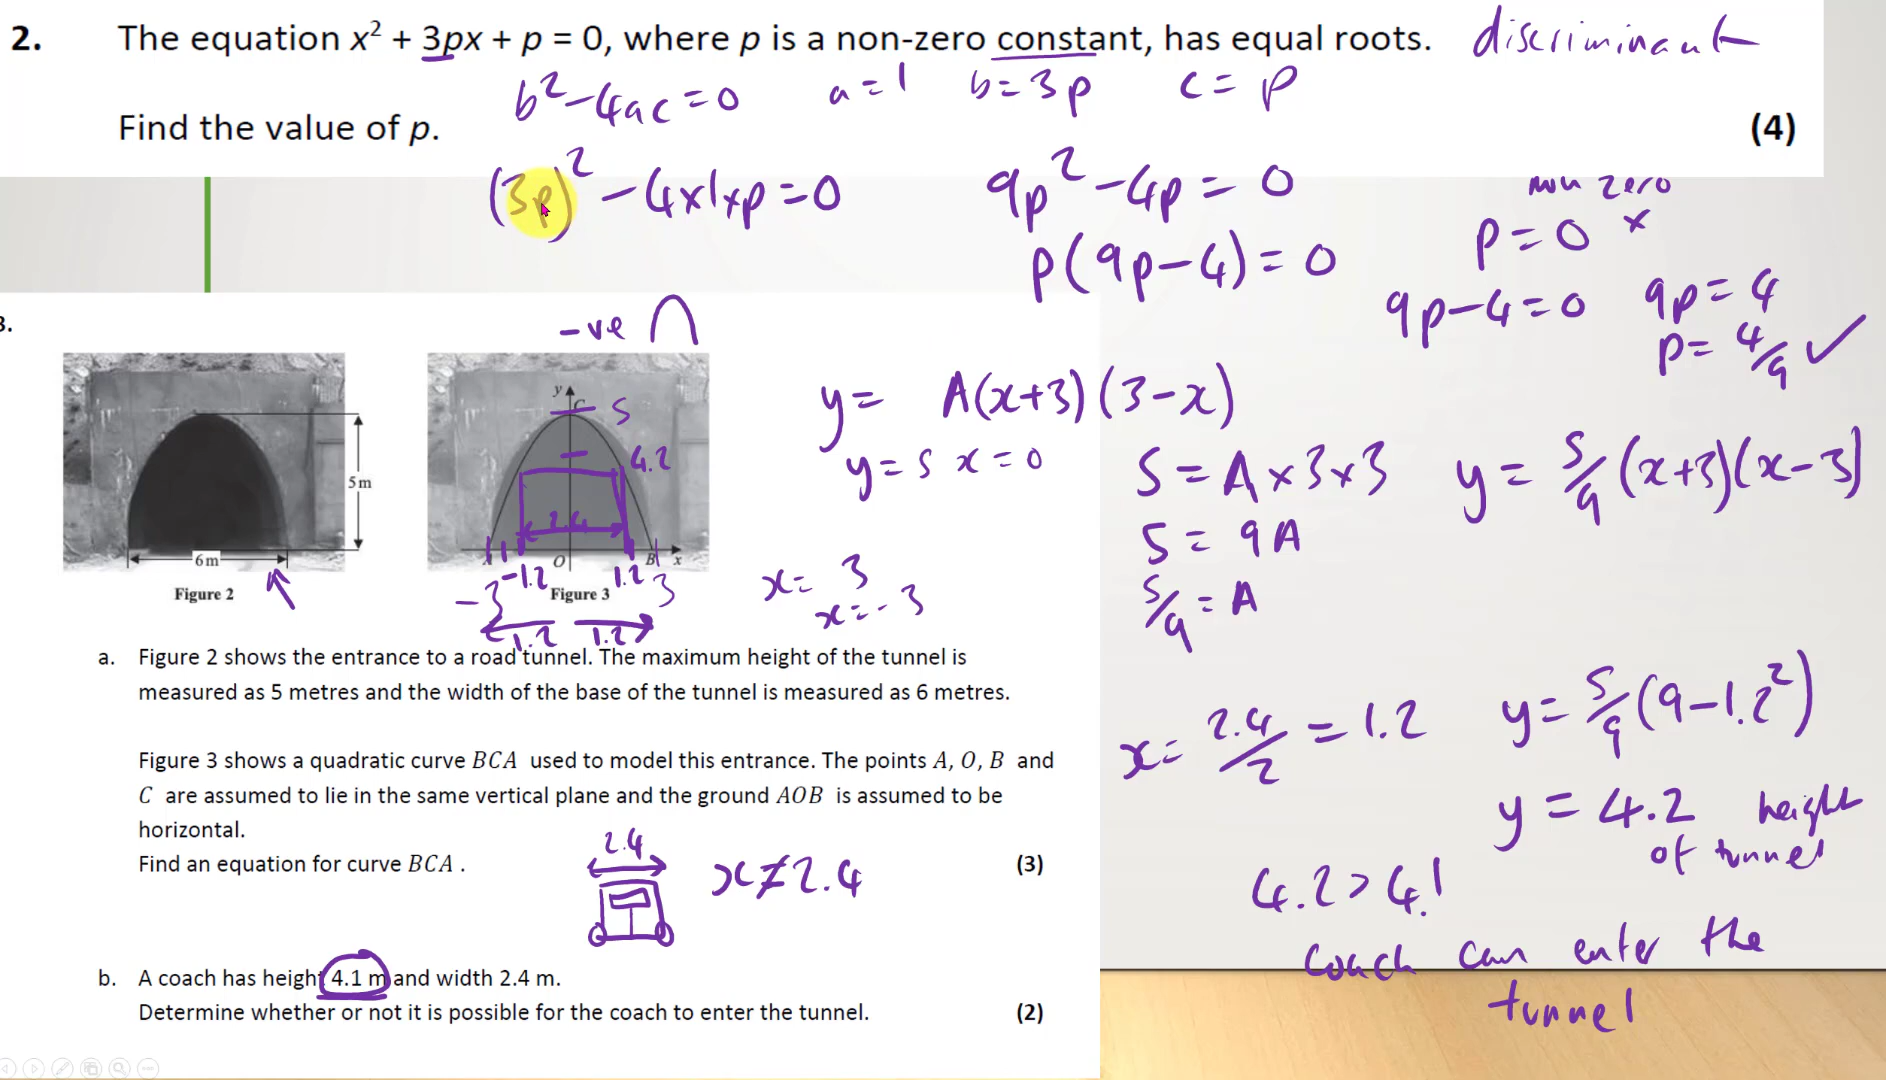 2. The equation x² + 3px + p = 0, where p is a non-zero constant, has equal roots. discriminant
b² - 4ac = 0 a = 1 b = 3p c = p
Find the value of p. (4)
(3p)² - 4×1×p = 0 9p² - 4p = 0 non zero
p = 0 ×
p(9p-4) = 0
9p-4 = 0 9p = 4
p = 4/9 ✓
3.
-ve ∩
y
C 5
4.2
2.4
O B x
5 m
6 m
-3 -1.2 1.2 3
1.2 1.2
Figure 2 Figure 3
y = A(x+3)(3-x)
y = 5 x = 0
x = 3
x = -3
5 = A×3×3 y = 5/9 (x+3)(x-3)
5 = 9A
5/9 = A
a. Figure 2 shows the entrance to a road tunnel. The maximum height of the tunnel is
measured as 5 metres and the width of the base of the tunnel is measured as 6 metres.
Figure 3 shows a quadratic curve BCA used to model this entrance. The points A, O, B and
C are assumed to lie in the same vertical plane and the ground AOB is assumed to be
horizontal.
Find an equation for curve BCA . (3)
2.4
x ≠ 2.4
x = 2.4/2 = 1.2 y = 5/9 (9-1.2²)
y = 4.2 height
of tunnel
4.2 > 4.1
coach can enter the
tunnel
b. A coach has height 4.1 m and width 2.4 m.
Determine whether or not it is possible for the coach to enter the tunnel. (2)